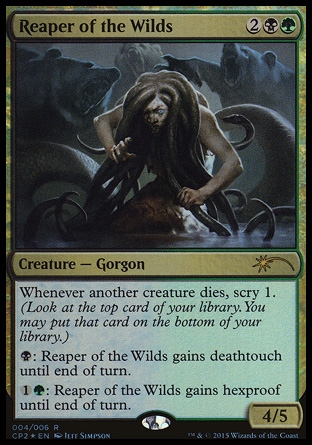 Reaper of the Wilds 2
Creature — Gorgon
Whenever another creature dies, scry 1.
(Look at the top card of your library. You
may put that card on the bottom of your
library.)
: Reaper of the Wilds gains deathtouch
until end of turn.
1 : Reaper of the Wilds gains hexproof
until end of turn.
4/5
004/006 R
CP2 ★ EN Jeff Simpson
™ & © 2015 Wizards of the Coast